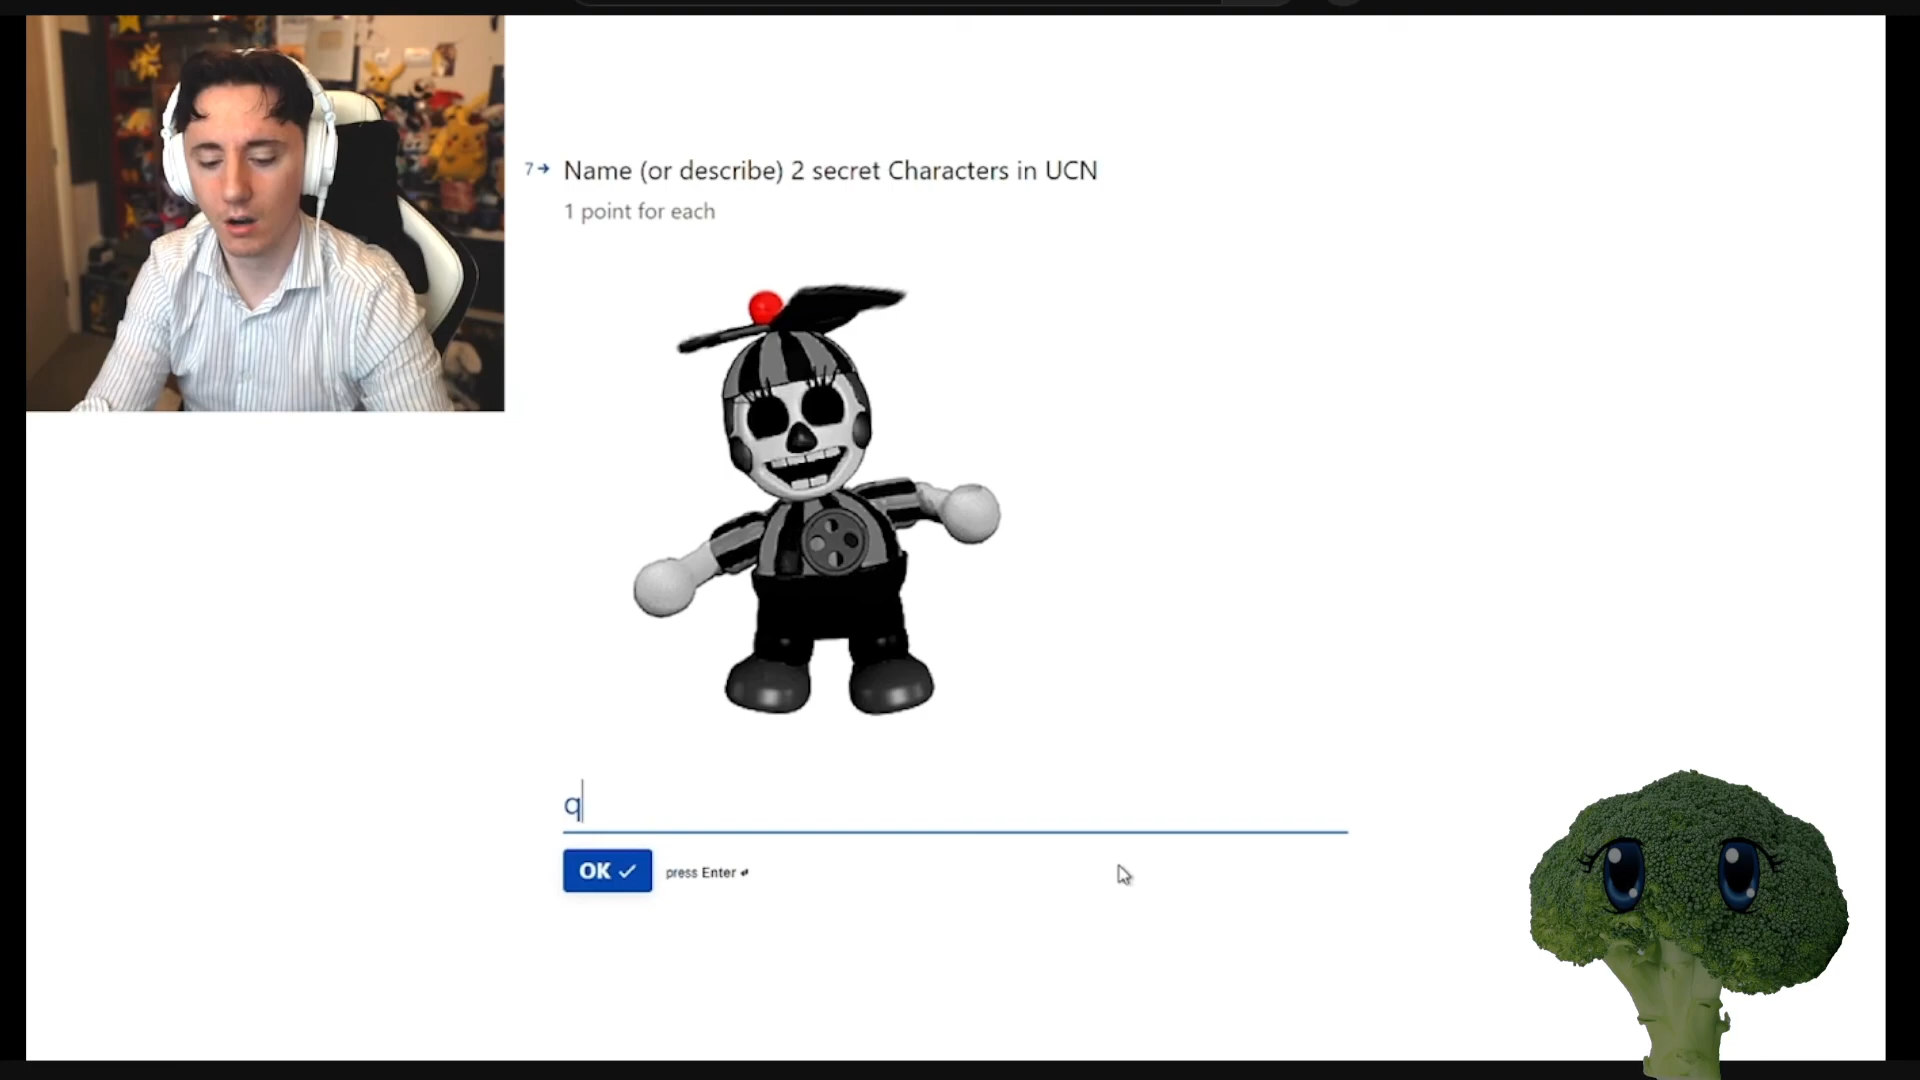 7→ Name (or describe) 2 secret Characters in UCN
1 point for each
q
OK ✓ press Enter ↵